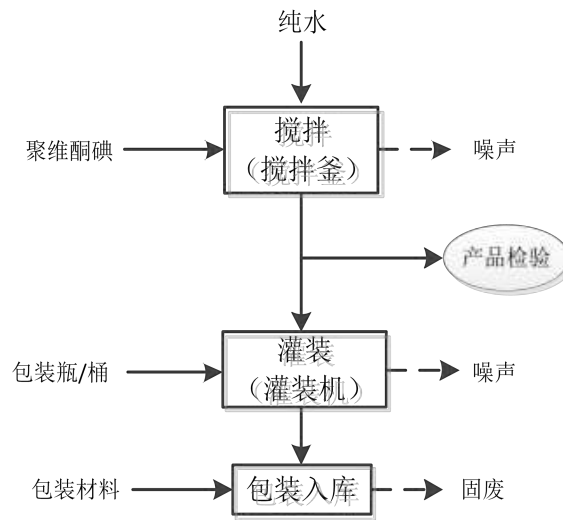 纯水
搅拌
（搅拌釜）
聚维酮碘
噪声
产品检验
灌装
（灌装机）
包装瓶/桶
噪声
包装材料
包装入库
固废